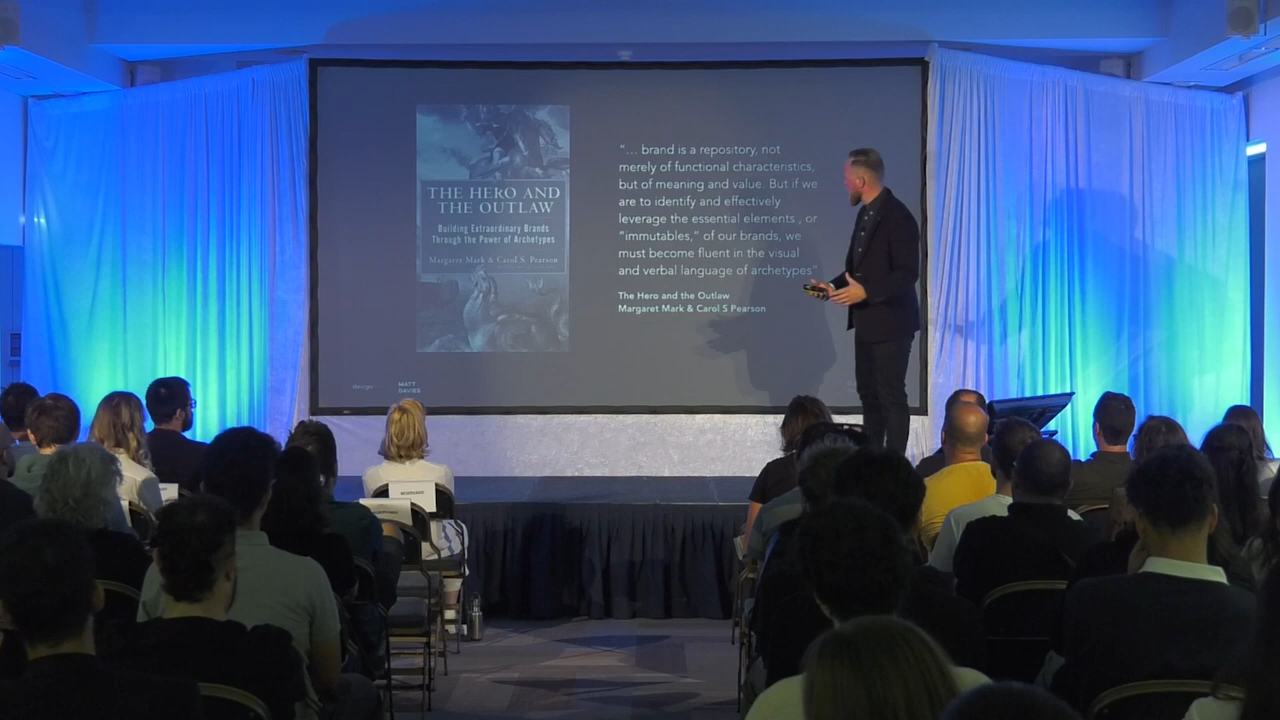 THE HERO AND
THE OUTLAW
Building Extraordinary Brands
Through the Power of Archetypes
Margaret Mark & Carol S. Pearson
“... brand is a repository, not
merely of functional characteristics,
but of meaning and value. But if we
are to identify and effectively
leverage the essential elements , or
“immutables,” of our brands, we
must become fluent in the visual
and verbal language of archetypes”
The Hero and the Outlaw
Margaret Mark & Carol S Pearson
MATT
DAVIES